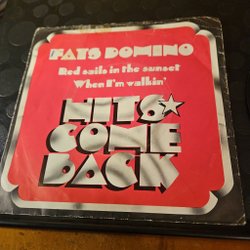 FATS DOMINO
Red sails in the sunset
When I'm walkin'
HITS★
COME
BACK